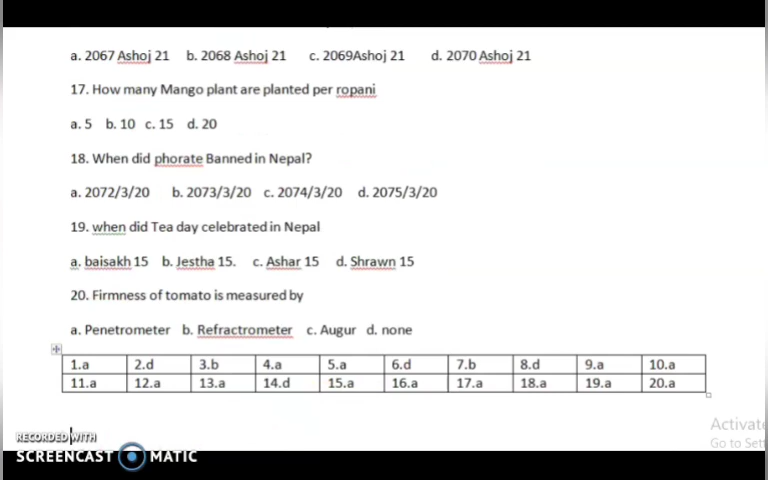 a. 2067 Ashoj 21 b. 2068 Ashoj 21 c. 2069Ashoj 21 d. 2070 Ashoj 21
17. How many Mango plant are planted per ropani
a. 5 b. 10 c. 15 d. 20
18. When did phorate Banned in Nepal?
a. 2072/3/20 b. 2073/3/20 c. 2074/3/20 d. 2075/3/20
19. when did Tea day celebrated in Nepal
a. baisakh 15 b. Jestha 15. c. Ashar 15 d. Shrawn 15
20. Firmness of tomato is measured by
a. Penetrometer b. Refractrometer c. Augur d. none
1.a 2.d 3.b 4.a 5.a 6.d 7.b 8.d 9.a 10.a
11.a 12.a 13.a 14.d 15.a 16.a 17.a 18.a 19.a 20.a
Activat
Go to Sett
RECORDED WITH
SCREENCAST MATIC